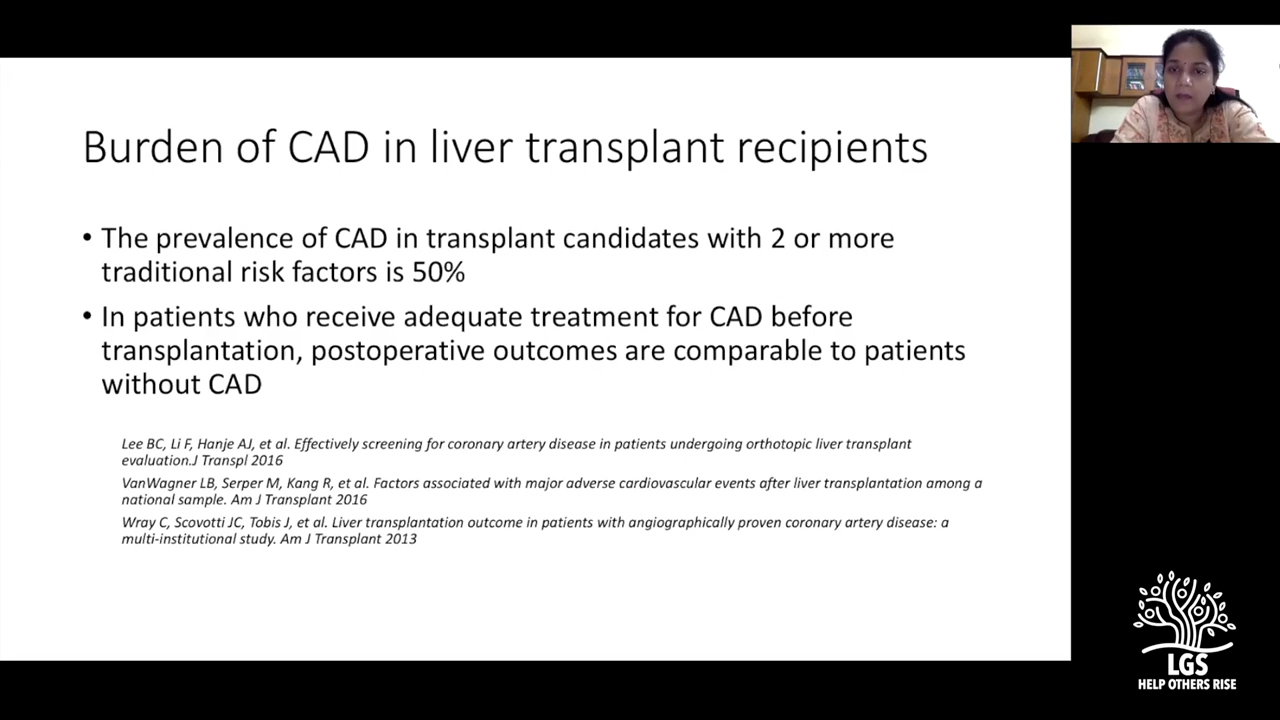 Burden of CAD in liver transplant recipients
• The prevalence of CAD in transplant candidates with 2 or more
traditional risk factors is 50%
• In patients who receive adequate treatment for CAD before
transplantation, postoperative outcomes are comparable to patients
without CAD
Lee BC, Li F, Hanje AJ, et al. Effectively screening for coronary artery disease in patients undergoing orthotopic liver transplant
evaluation.J Transpl 2016
VanWagner LB, Serper M, Kang R, et al. Factors associated with major adverse cardiovascular events after liver transplantation among a
national sample. Am J Transplant 2016
Wray C, Scovotti JC, Tobis J, et al. Liver transplantation outcome in patients with angiographically proven coronary artery disease: a
multi-institutional study. Am J Transplant 2013
LGS
HELP OTHERS RISE